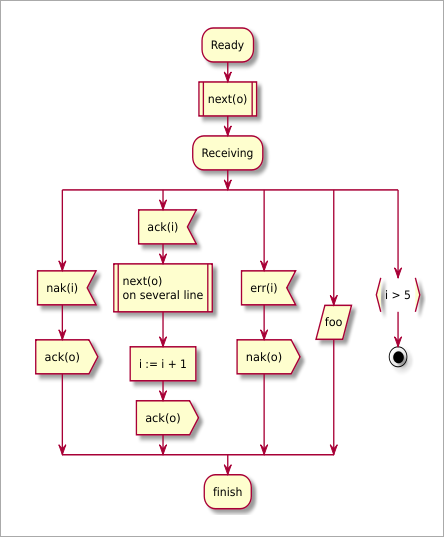 Ready
next(o)
Receiving
nak(i)
ack(o)
ack(i)
next(o)
on several line
i := i + 1
ack(o)
err(i)
nak(o)
foo
i > 5
finish